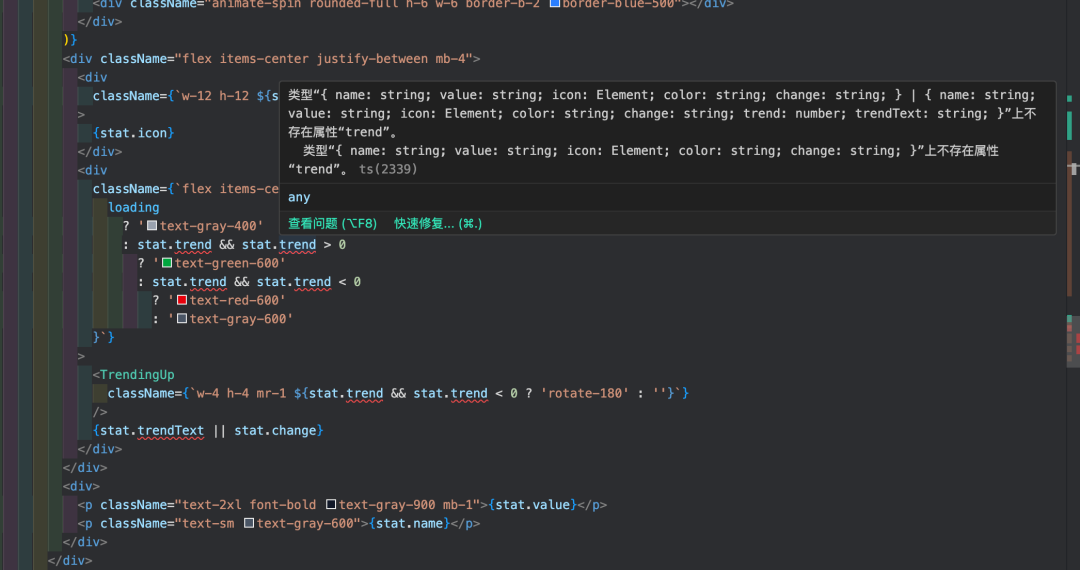 <div className="animate-spin rounded-full h-6 w-6 border-b-2 border-blue-500"></div>
</div>
)}
<div className="flex items-center justify-between mb-4">
<div
className={`w-12 h-12 ${s
>
{stat.icon}
</div>
<div
className={`flex items-ce
loading
? 'text-gray-400'
: stat.trend && stat.trend > 0
? 'text-green-600'
: stat.trend && stat.trend < 0
? 'text-red-600'
: 'text-gray-600'
}`}
>
<TrendingUp
className={`w-4 h-4 mr-1 ${stat.trend && stat.trend < 0 ? 'rotate-180' : ''}`}
/>
{stat.trendText || stat.change}
</div>
</div>
<div>
<p className="text-2xl font-bold text-gray-900 mb-1">{stat.value}</p>
<p className="text-sm text-gray-600">{stat.name}</p>
</div>
</div>
类型“{ name: string; value: string; icon: Element; color: string; change: string; } | { name: string;
value: string; icon: Element; color: string; change: string; trend: number; trendText: string; }”上不
存在属性“trend”。
类型“{ name: string; value: string; icon: Element; color: string; change: string; }”上不存在属性
“trend”。 ts(2339)
any
查看问题 (⌥F8) 快速修复... (⌘.)